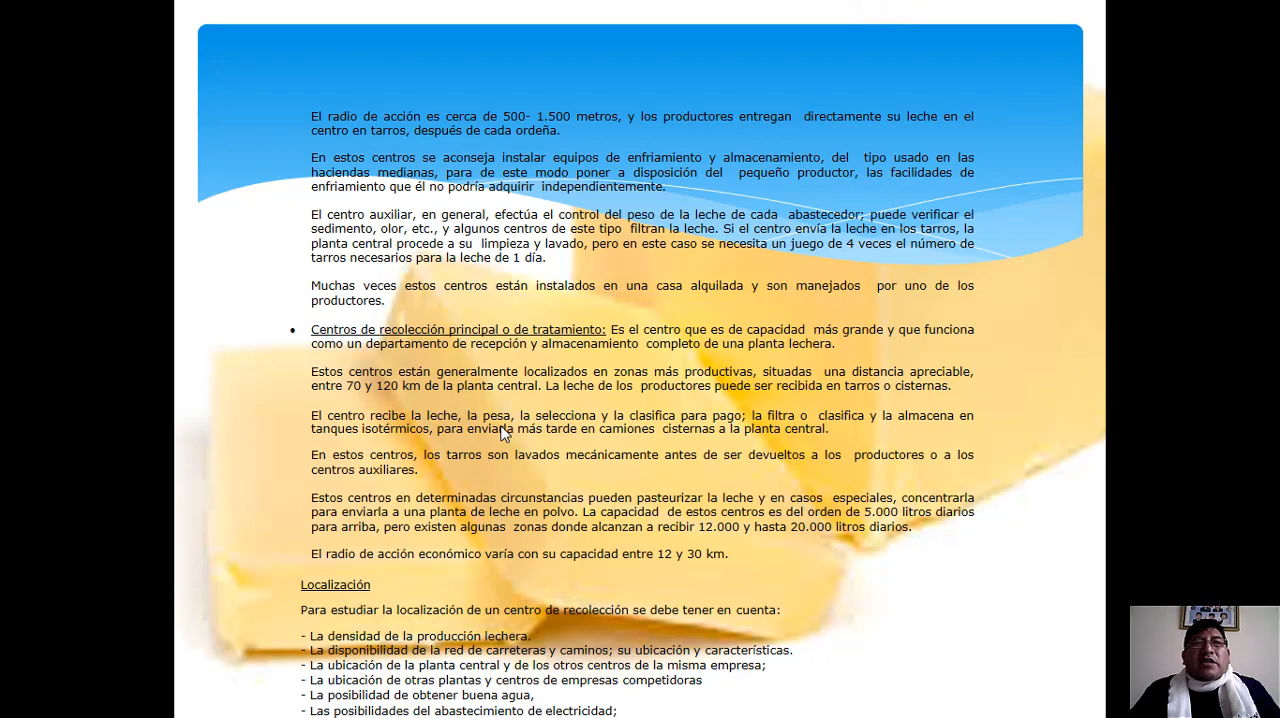 El radio de acción es cerca de 500- 1.500 metros, y los productores entregan directamente su leche en el
centro en tarros, después de cada ordeña.
En estos centros se aconseja instalar equipos de enfriamiento y almacenamiento, del tipo usado en las
haciendas medianas, para de este modo poner a disposición del pequeño productor, las facilidades de
enfriamiento que él no podría adquirir independientemente.
El centro auxiliar, en general, efectúa el control del peso de la leche de cada abastecedor; puede verificar el
sedimento, olor, etc., y algunos centros de este tipo filtran la leche. Si el centro envía la leche en los tarros, la
planta central procede a su limpieza y lavado, pero en este caso se necesita un juego de 4 veces el número de
tarros necesarios para la leche de 1 día.
Muchas veces estos centros están instalados en una casa alquilada y son manejados por uno de los
productores.
• Centros de recolección principal o de tratamiento: Es el centro que es de capacidad más grande y que funciona
como un departamento de recepción y almacenamiento completo de una planta lechera.
Estos centros están generalmente localizados en zonas más productivas, situadas una distancia apreciable,
entre 70 y 120 km de la planta central. La leche de los productores puede ser recibida en tarros o cisternas.
El centro recibe la leche, la pesa, la selecciona y la clasifica para pago; la filtra o clasifica y la almacena en
tanques isotérmicos, para enviarla más tarde en camiones cisternas a la planta central.
En estos centros, los tarros son lavados mecánicamente antes de ser devueltos a los productores o a los
centros auxiliares.
Estos centros en determinadas circunstancias pueden pasteurizar la leche y en casos especiales, concentrarla
para enviarla a una planta de leche en polvo. La capacidad de estos centros es del orden de 5.000 litros diarios
para arriba, pero existen algunas zonas donde alcanzan a recibir 12.000 y hasta 20.000 litros diarios.
El radio de acción económico varía con su capacidad entre 12 y 30 km.
Localización
Para estudiar la localización de un centro de recolección se debe tener en cuenta:
- La densidad de la producción lechera.
- La disponibilidad de la red de carreteras y caminos; su ubicación y características.
- La ubicación de la planta central y de los otros centros de la misma empresa;
- La ubicación de otras plantas y centros de empresas competidoras
- La posibilidad de obtener buena agua,
- Las posibilidades del abastecimiento de electricidad;